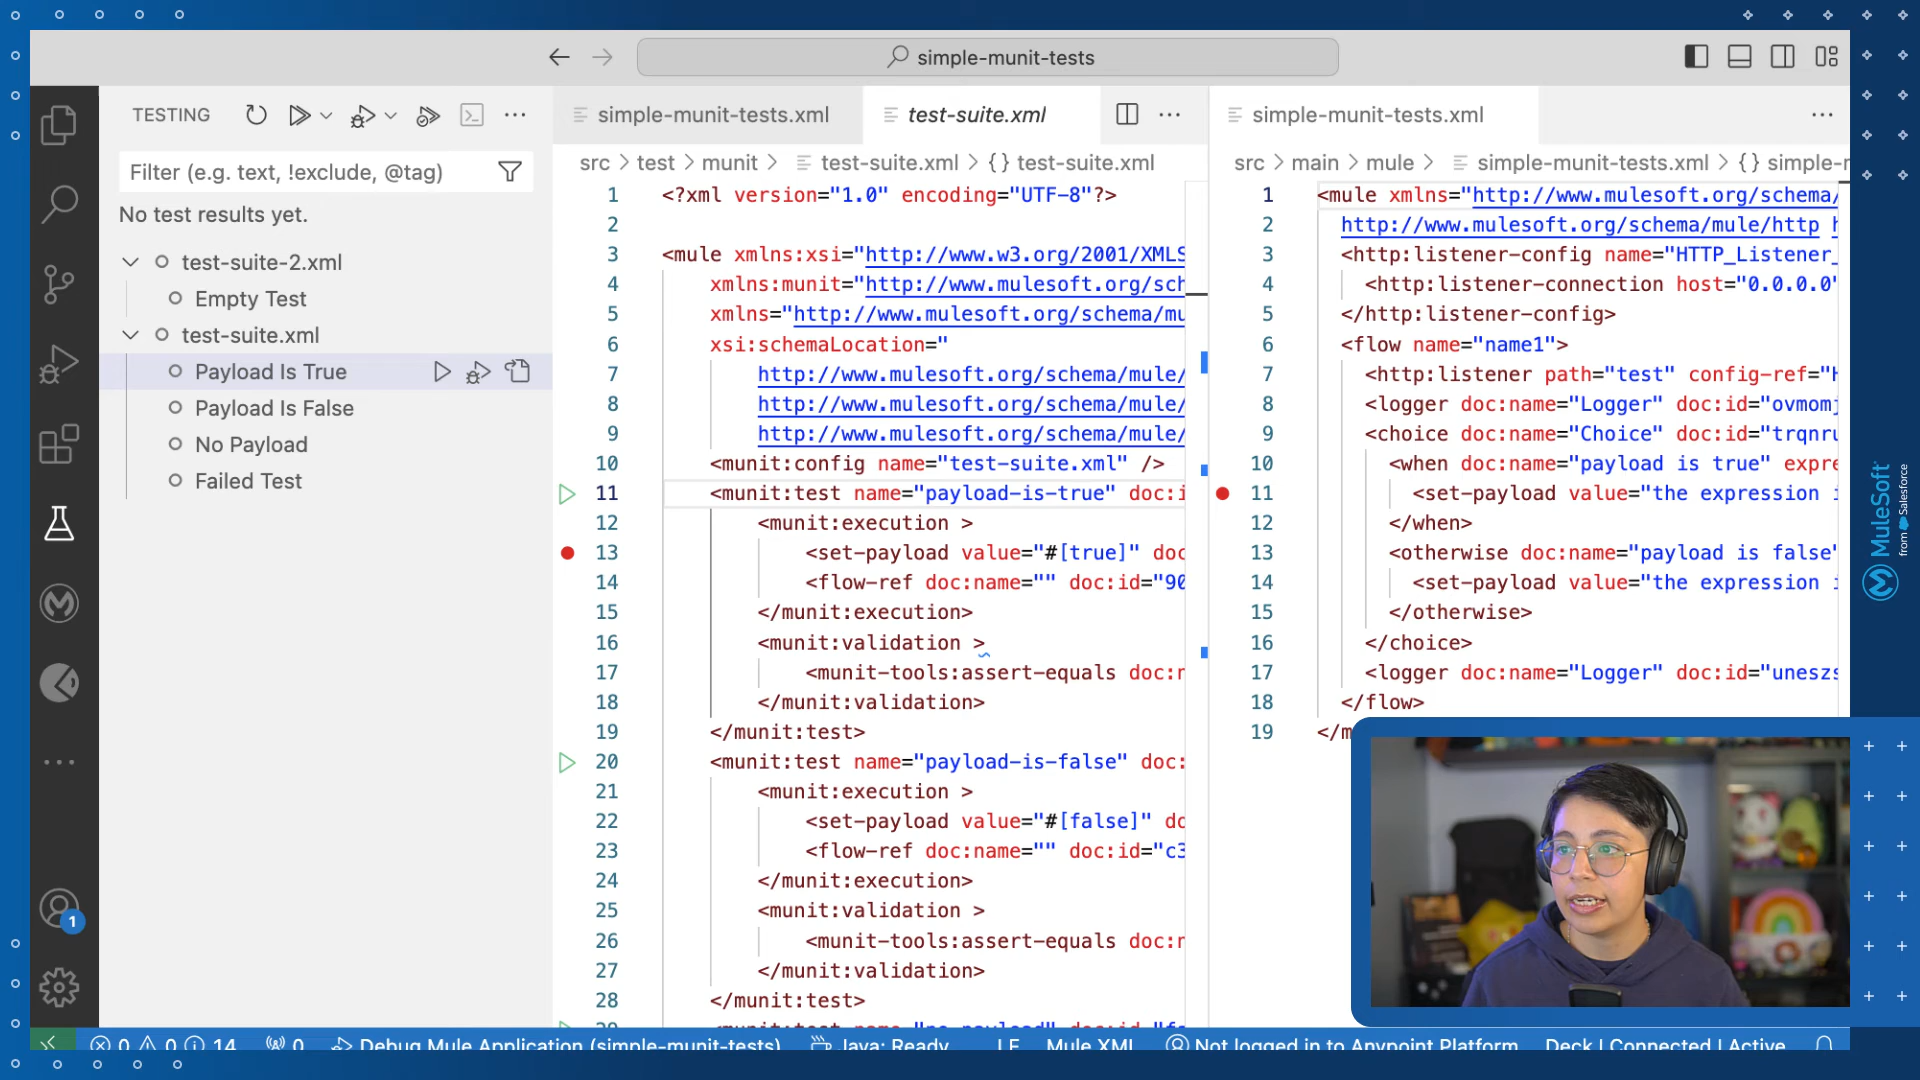 simple-munit-tests
TESTING
Filter (e.g. text, !exclude, @tag)
No test results yet.
test-suite-2.xml
Empty Test
test-suite.xml
Payload Is True
Payload Is False
No Payload
Failed Test
1
simple-munit-tests.xml
test-suite.xml
src > test > munit > test-suite.xml > {} test-suite.xml
1 <?xml version="1.0" encoding="UTF-8"?>
2
3 <mule xmlns:xsi="http://www.w3.org/2001/XMLS
4 xmlns:munit="http://www.mulesoft.org/sch
5 xmlns="http://www.mulesoft.org/schema/mu
6 xsi:schemaLocation="
7 http://www.mulesoft.org/schema/mule/
8 http://www.mulesoft.org/schema/mule/
9 http://www.mulesoft.org/schema/mule/
10 <munit:config name="test-suite.xml" />
11 <munit:test name="payload-is-true" doc:i
12 <munit:execution >
13 <set-payload value="#[true]" doc
14 <flow-ref doc:name="" doc:id="90
15 </munit:execution>
16 <munit:validation >
17 <munit-tools:assert-equals doc:n
18 </munit:validation>
19 </munit:test>
20 <munit:test name="payload-is-false" doc:
21 <munit:execution >
22 <set-payload value="#[false]" do
23 <flow-ref doc:name="" doc:id="c3
24 </munit:execution>
25 <munit:validation >
26 <munit-tools:assert-equals doc:n
27 </munit:validation>
28 </munit:test>
simple-munit-tests.xml
src > main > mule > simple-munit-tests.xml > {} simple-
1 <mule xmlns="http://www.mulesoft.org/schema/
2 http://www.mulesoft.org/schema/mule/http
3 <http:listener-config name="HTTP_Listener_
4 <http:listener-connection host="0.0.0.0"
5 </http:listener-config>
6 <flow name="name1">
7 <http:listener path="test" config-ref="H
8 <logger doc:name="Logger" doc:id="ovmomj
9 <choice doc:name="Choice" doc:id="trqnru
10 <when doc:name="payload is true" expre
11 <set-payload value="the expression i
12 </when>
13 <otherwise doc:name="payload is false"
14 <set-payload value="the expression i
15 </otherwise>
16 </choice>
17 <logger doc:name="Logger" doc:id="uneszs
18 </flow>
19 </m
0 0 14 0 Debug Mule Application (simple-munit-tests) Java: Ready LF Mule XML Not logged in to Anypoint Platform Deck | Connected | Active
MuleSoft
from Salesforce